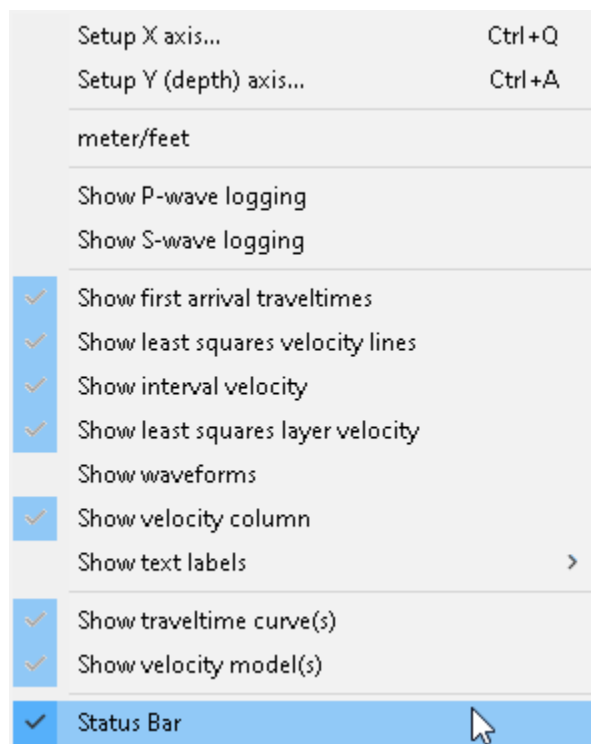 Setup X axis... Ctrl+Q
Setup Y (depth) axis... Ctrl+A
meter/feet
Show P-wave logging
Show S-wave logging
Show first arrival traveltimes
Show least squares velocity lines
Show interval velocity
Show least squares layer velocity
Show waveforms
Show velocity column
Show text labels
Show traveltime curve(s)
Show velocity model(s)
Status Bar